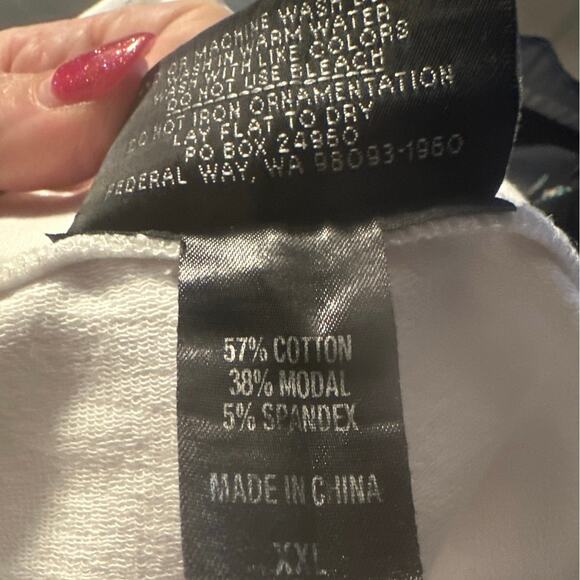 OR MACHINE WASH
WASH IN WARM WATER
WASH WITH LIKE COLORS
DO NOT USE BLEACH
DO NOT IRON ORNAMENTATION
LAY FLAT TO DRY
PO BOX 24960
FEDERAL WAY, WA 98093-1960
57% COTTON
38% MODAL
5% SPANDEX
MADE IN CHINA
XXL